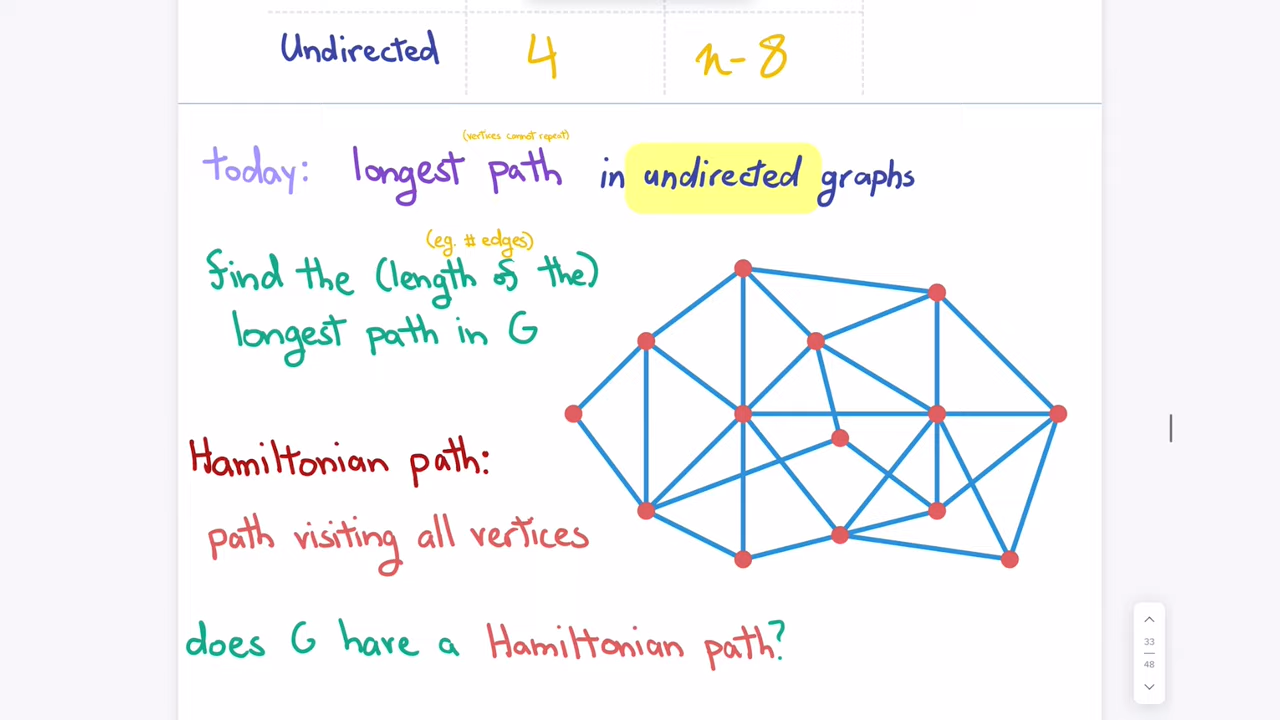 Undirected 4 n-8
(vertices cannot repeat)
today: longest path in undirected graphs
(eg. # edges)
find the (length of the)
longest path in G
Hamiltonian path:
path visiting all vertices
does G have a Hamiltonian path?
33
48